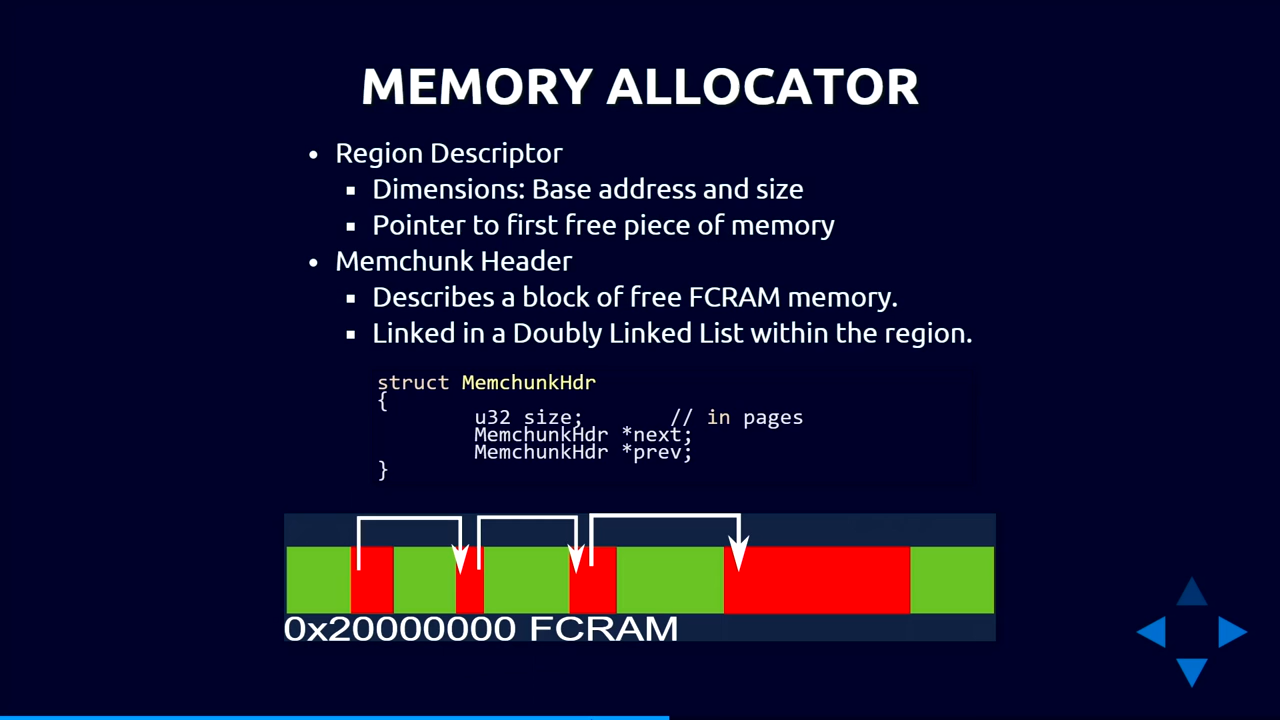 MEMORY ALLOCATOR
• Region Descriptor
▪ Dimensions: Base address and size
▪ Pointer to first free piece of memory
• Memchunk Header
▪ Describes a block of free FCRAM memory.
▪ Linked in a Doubly Linked List within the region.
struct MemchunkHdr
{
u32 size; // in pages
MemchunkHdr *next;
MemchunkHdr *prev;
}
0x20000000 FCRAM